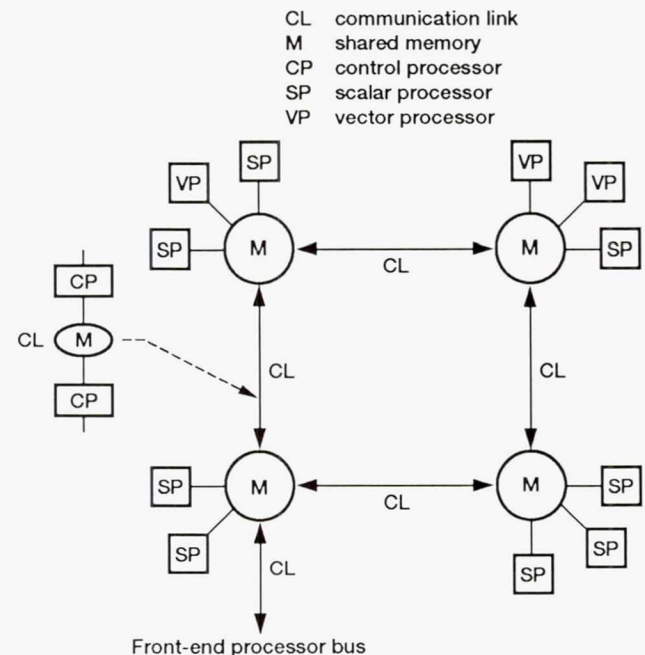 CL communication link
M shared memory
CP control processor
SP scalar processor
VP vector processor
SP
VP
VP
VP
SP
M
CL
M
SP
CP
CL
M
CL
CL
CP
SP
M
CL
M
SP
SP
SP
SP
CL
Front-end processor bus